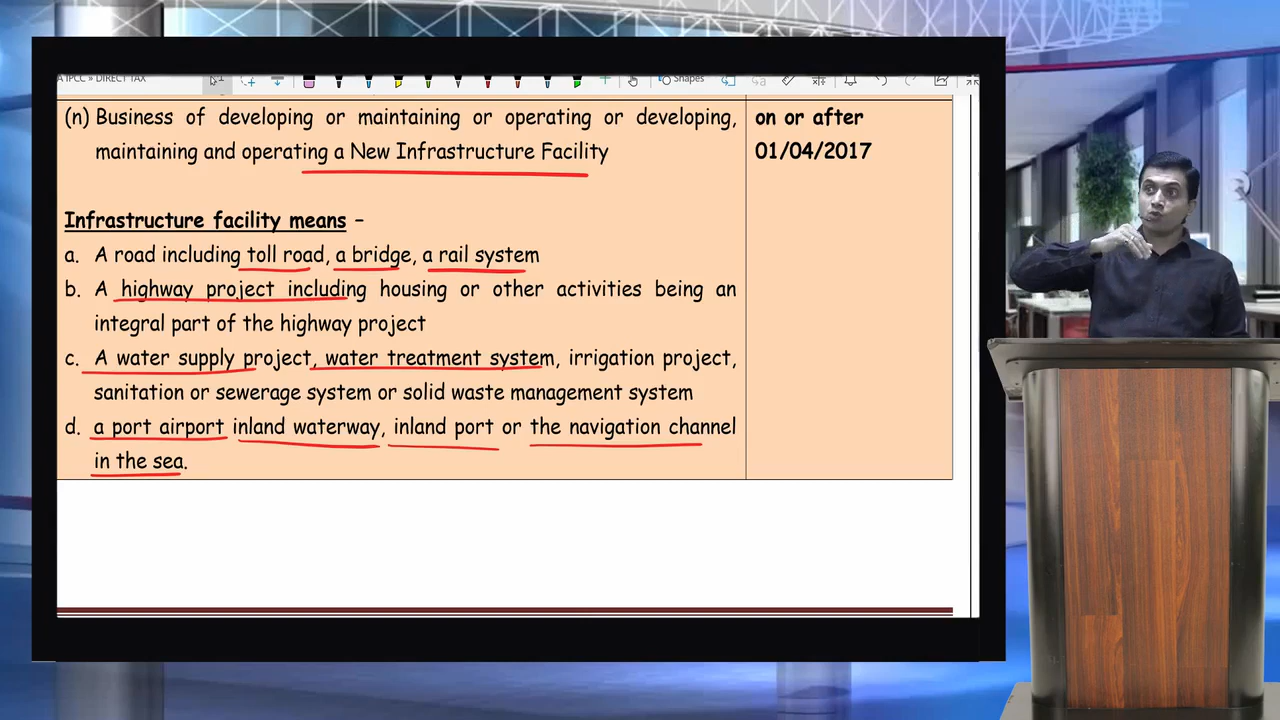 A IPCC » DIRECT TAX
Shapes
(n) Business of developing or maintaining or operating or developing,
maintaining and operating a New Infrastructure Facility
on or after
01/04/2017
Infrastructure facility means –
a. A road including toll road, a bridge, a rail system
b. A highway project including housing or other activities being an
integral part of the highway project
c. A water supply project, water treatment system, irrigation project,
sanitation or sewerage system or solid waste management system
d. a port airport inland waterway, inland port or the navigation channel
in the sea.